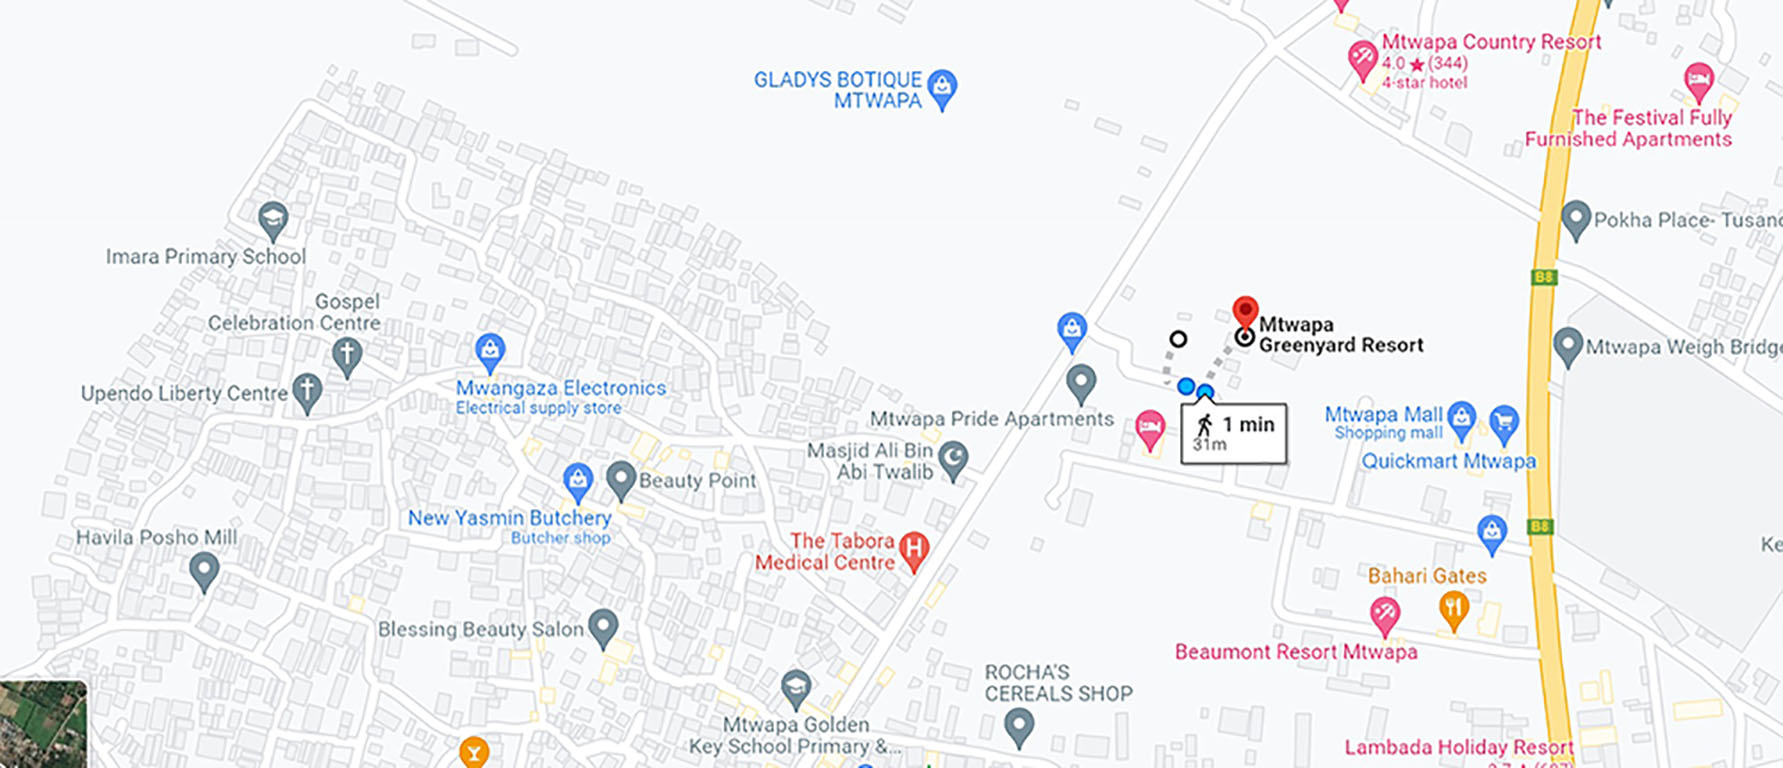 Mtwapa Country Resort
4.0 ★ (344)
4-star hotel
GLADYS BOTIQUE
MTWAPA
The Festival Fully
Furnished Apartments
Pokha Place- Tusano
Imara Primary School
B8
Gospel
Celebration Centre
Mtwapa
Greenyard Resort
Mtwapa Weigh Bridge
Upendo Liberty Centre
Mwangaza Electronics
Electrical supply store
Mtwapa Pride Apartments
1 min
31m
Mtwapa Mall
Shopping mall
Quickmart Mtwapa
Masjid Ali Bin
Abi Twalib
Beauty Point
New Yasmin Butchery
Butcher shop
B8
Havila Posho Mill
The Tabora
Medical Centre
H
Ke
Bahari Gates
Blessing Beauty Salon
Beaumont Resort Mtwapa
ROCHA'S
CEREALS SHOP
Mtwapa Golden
Key School Primary &...
Lambada Holiday Resort